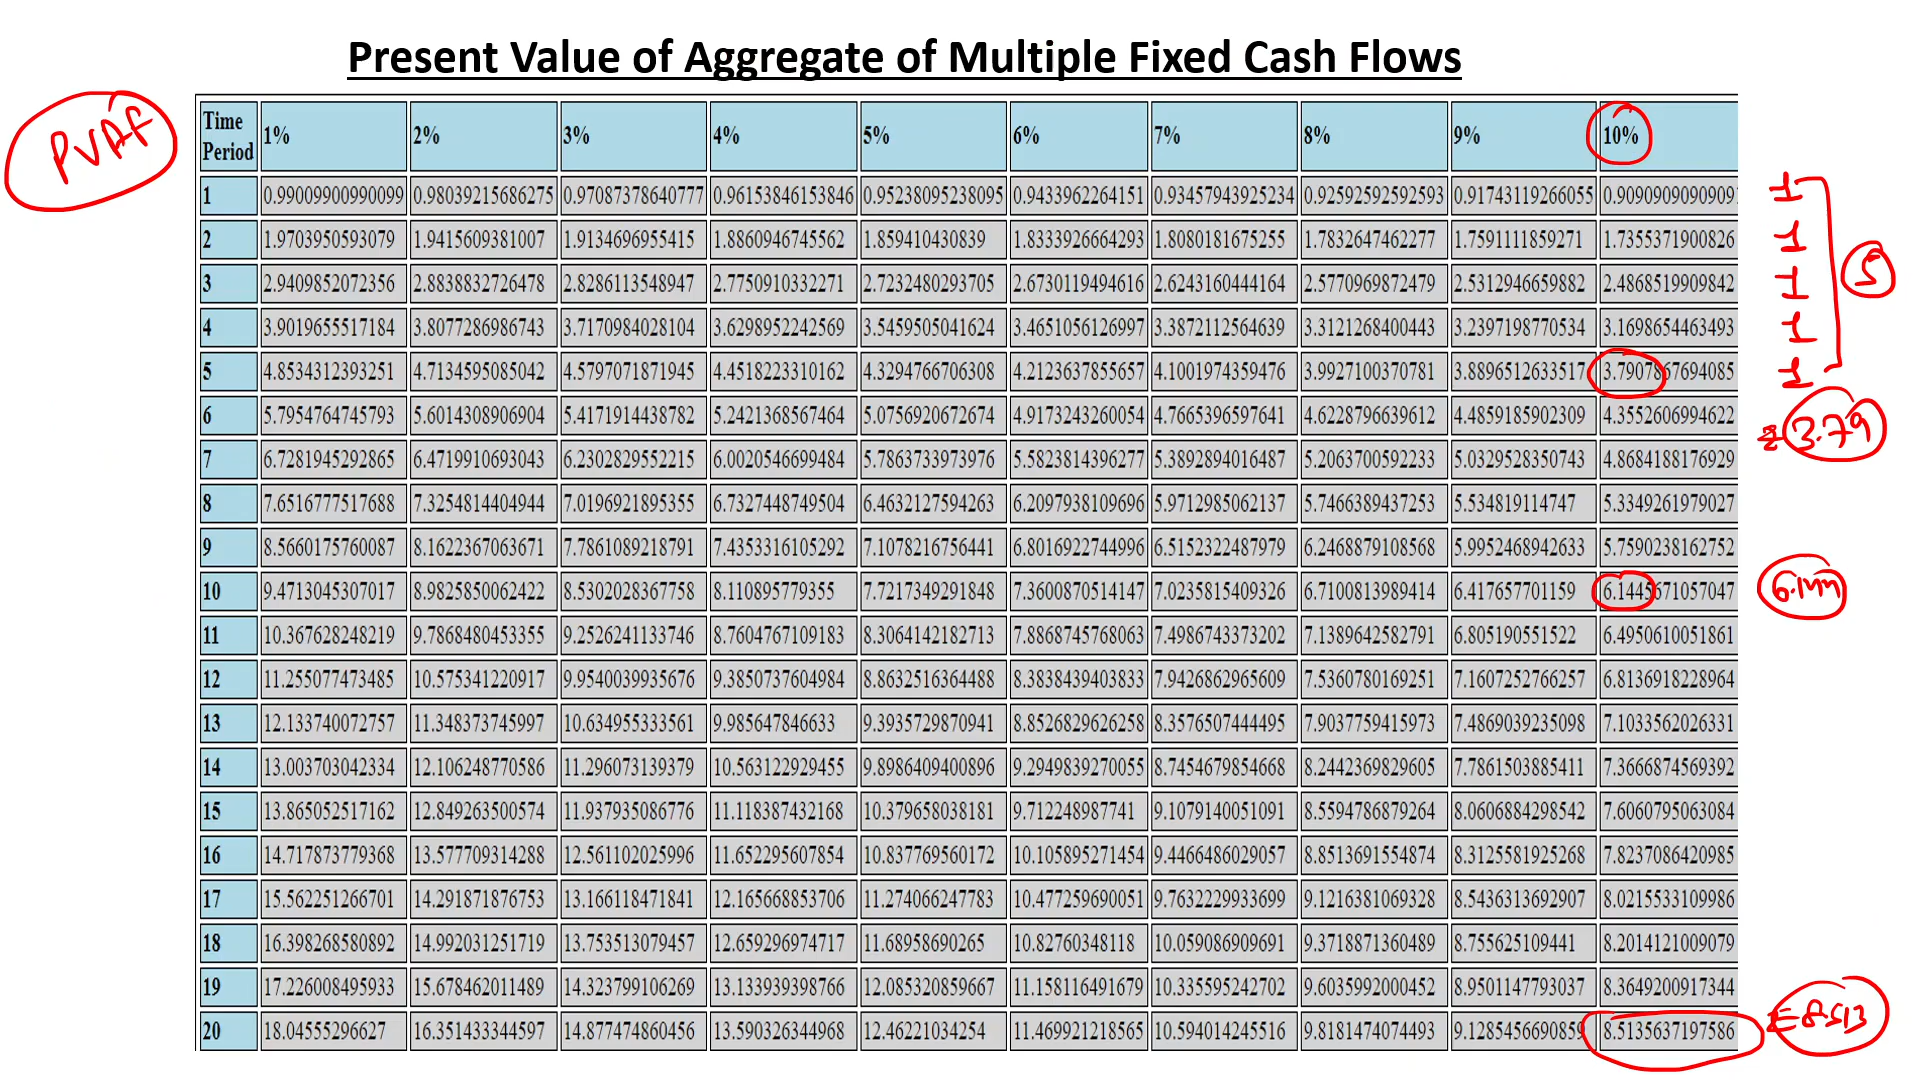 Present Value of Aggregate of Multiple Fixed Cash Flows
PVAF
Time Period 1% 2% 3% 4% 5% 6% 7% 8% 9% 10%
1 0.99009900990099 0.98039215686275 0.97087378640777 0.96153846153846 0.95238095238095 0.9433962264151 0.93457943925234 0.92592592592593 0.91743119266055 0.9090909090909
2 1.9703950593079 1.9415609381007 1.9134696955415 1.8860946745562 1.859410430839 1.8333926664293 1.8080181675255 1.7832647462277 1.7591111859271 1.7355371900826
3 2.9409852072356 2.8838832726478 2.8286113548947 2.7750910332271 2.7232480293705 2.6730119494616 2.6243160444164 2.5770969872479 2.5312946659882 2.4868519909842
4 3.9019655517184 3.8077286986743 3.7170984028104 3.6298952242569 3.5459505041624 3.4651056126997 3.3872112564639 3.3121268400443 3.2397198770534 3.1698654463493
5 4.8534312393251 4.7134595085042 4.5797071871945 4.4518223310162 4.3294766706308 4.2123637855657 4.1001974359476 3.9927100370781 3.8896512633517 3.7907867694085
6 5.7954764745793 5.6014308906904 5.4171914438782 5.2421368567464 5.0756920672674 4.9173243260054 4.7665396597641 4.6228796639612 4.4859185902309 4.3552606994622
7 6.7281945292865 6.4719910693043 6.2302829552215 6.0020546699484 5.7863733973976 5.5823814396277 5.3892894016487 5.2063700592233 5.0329528350743 4.8684188176929
8 7.6516777517688 7.3254814404944 7.0196921895355 6.7327448749504 6.4632127594263 6.2097938109696 5.9712985062137 5.7466389437253 5.534819114747 5.3349261979027
9 8.5660175760087 8.1622367063671 7.7861089218791 7.4353316105292 7.1078216756441 6.8016922744996 6.5152322487979 6.2468879108568 5.9952468942633 5.7590238162752
10 9.4713045307017 8.9825850062422 8.5302028367758 8.110895779355 7.7217349291848 7.3600870514147 7.0235815409326 6.7100813989414 6.417657701159 6.1445671057047
11 10.367628248219 9.7868480453355 9.2526241133746 8.7604767109183 8.3064142182713 7.8868745768063 7.4986743373202 7.1389642582791 6.805190551522 6.4950610051861
12 11.255077473485 10.575341220917 9.9540039935676 9.3850737604984 8.8632516364488 8.3838439403833 7.9426862965609 7.5360780169251 7.1607252766257 6.8136918228964
13 12.133740072757 11.348373745997 10.634955333561 9.985647846633 9.3935729870941 8.8526829626258 8.3576507444495 7.9037759415973 7.4869039235098 7.1033562026331
14 13.003703042334 12.106248770586 11.296073139379 10.563122929455 9.8986409400896 9.2949839270055 8.7454679854668 8.2442369829605 7.7861503885411 7.3666874569392
15 13.865052517162 12.849263500574 11.937935086776 11.118387432168 10.379658038181 9.712248987741 9.1079140051091 8.5594786879264 8.0606884298542 7.6060795063084
16 14.717873779368 13.577709314288 12.561102025996 11.652295607854 10.837769560172 10.105895271454 9.4466486029057 8.8513691554874 8.3125581925268 7.8237086420985
17 15.562251266701 14.291871876753 13.166118471841 12.165668853706 11.274066247783 10.477259690051 9.7632229933699 9.1216381069328 8.5436313692907 8.0215533109986
18 16.398268580892 14.992031251719 13.753513079457 12.659296974717 11.68958690265 10.82760348118 10.059086909691 9.3718871360489 8.755625109441 8.2014121009079
19 17.226008495933 15.678462011489 14.323799106269 13.133939398766 12.085320859667 11.158116491679 10.335595242702 9.6035992000452 8.9501147793037 8.3649200917344
20 18.04555296627 16.351433344597 14.877474860456 13.590326344968 12.46221034254 11.469921218565 10.594014245516 9.8181474074493 9.1285456690859 8.5135637197586
5
3.79
6.144
8.513